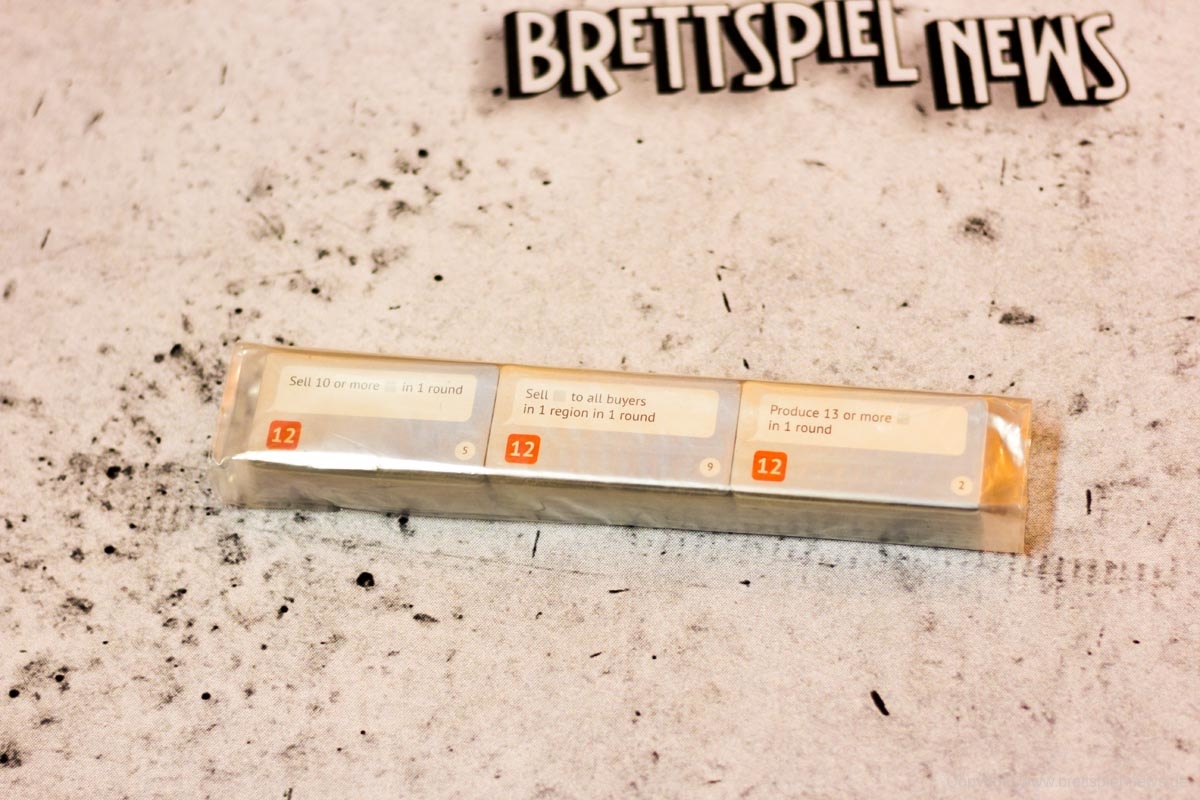 BRETTSPIEL NEWS
Sell 10 or more in 1 round
12
5
Sell to all buyers
in 1 region in 1 round
12
9
Produce 13 or more
in 1 round
12
2